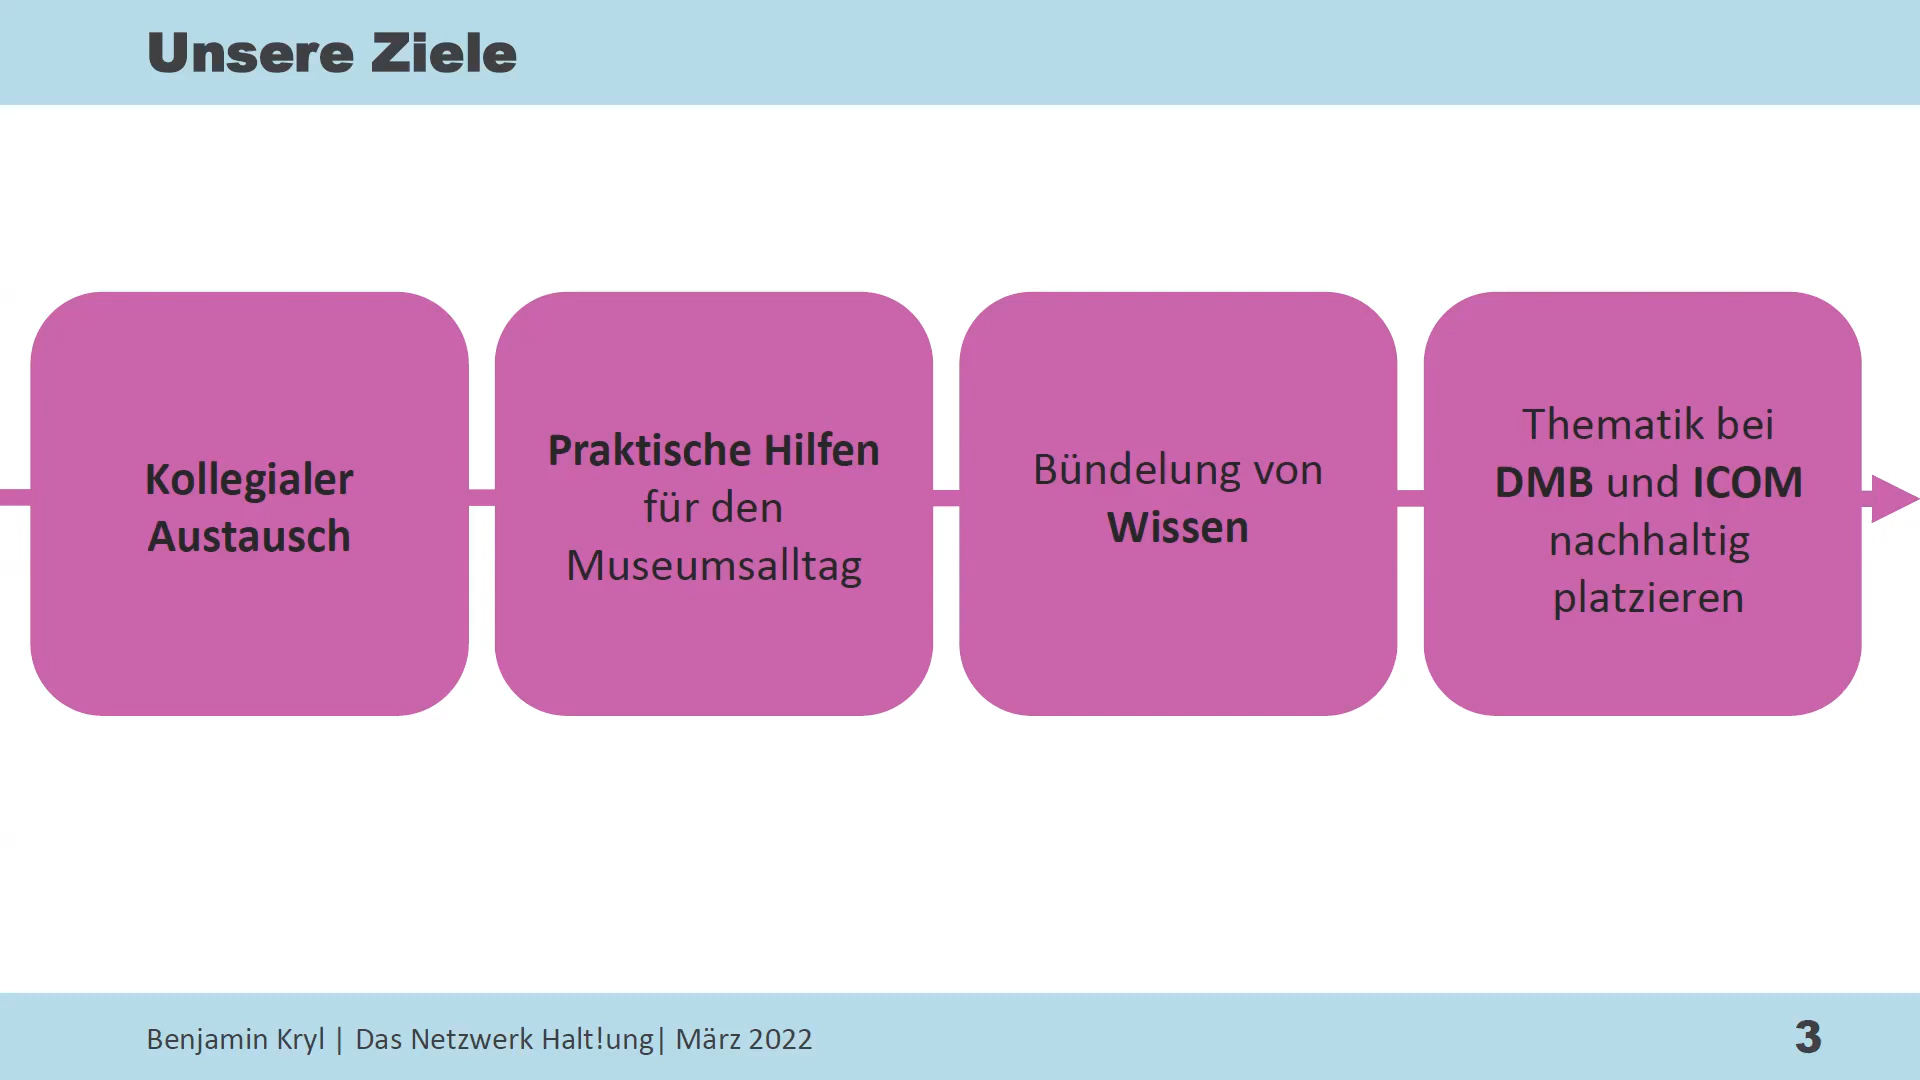 Unsere Ziele
Kollegialer
Austausch
Praktische Hilfen
für den
Museumsalltag
Bündelung von
Wissen
Thematik bei
DMB und ICOM
nachhaltig
platzieren
Benjamin Kryl | Das Netzwerk Halt!ung| März 2022
3